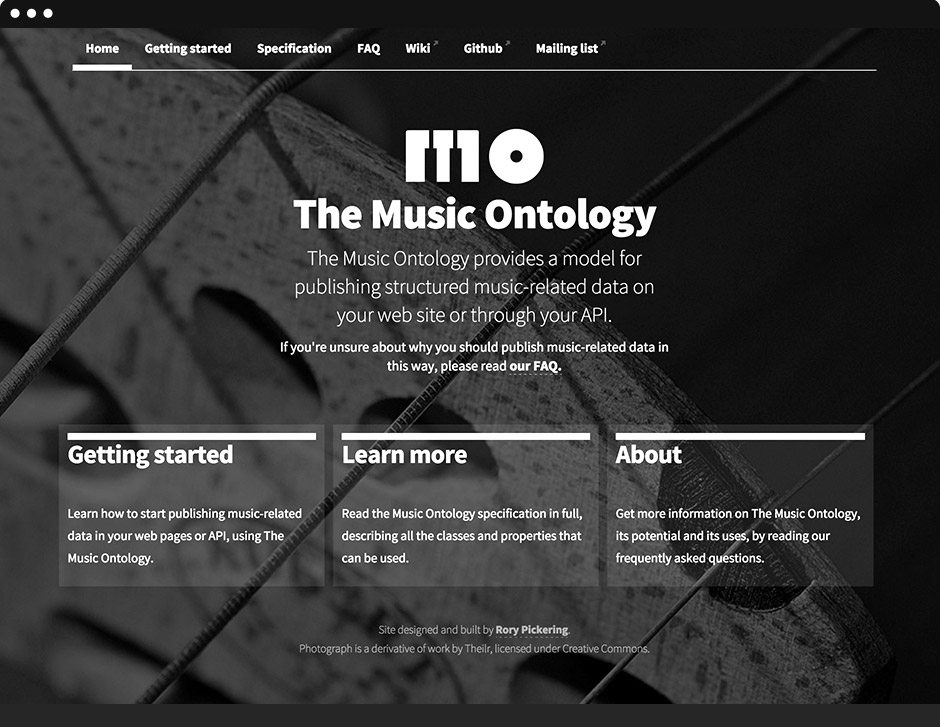 Home Getting started Specification FAQ Wiki Github Mailing list
mo
The Music Ontology
The Music Ontology provides a model for
publishing structured music-related data on
your web site or through your API.
If you're unsure about why you should publish music-related data in
this way, please read our FAQ.
Getting started
Learn how to start publishing music-related
data in your web pages or API, using The
Music Ontology.
Learn more
Read the Music Ontology specification in full,
describing all the classes and properties that
can be used.
About
Get more information on The Music Ontology,
its potential and its uses, by reading our
frequently asked questions.
Site designed and built by Rory Pickering.
Photograph is a derivative of work by Theilr, licensed under Creative Commons.